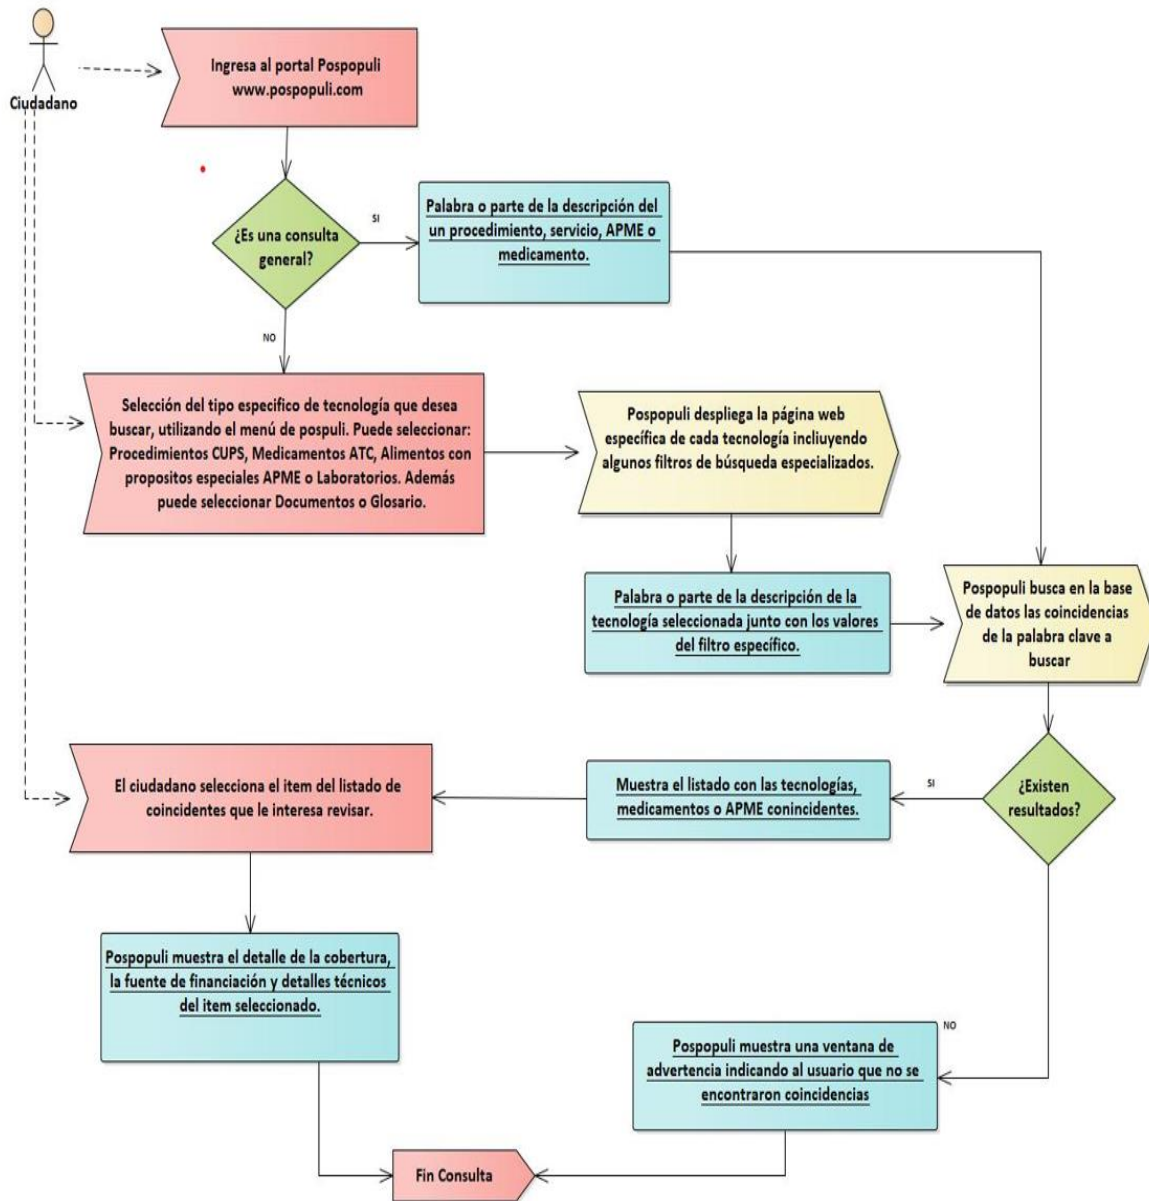 Ciudadano
Ingresa al portal Pospopuli
www.pospopuli.com
¿Es una consulta
general?
SI
Palabra o parte de la descripción del
un procedimiento, servicio, APME o
medicamento.
NO
Selección del tipo especifico de tecnología que desea
buscar, utilizando el menú de pospuli. Puede seleccionar:
Procedimientos CUPS, Medicamentos ATC, Alimentos con
propositos especiales APME o Laboratorios. Además
puede seleccionar Documentos o Glosario.
Pospopuli despliega la página web
específica de cada tecnología incliuyendo
algunos filtros de búsqueda especializados.
Palabra o parte de la descripción de la
tecnología seleccionada junto con los valores
del filtro específico.
Pospopuli busca en la base
de datos las coincidencias
de la palabra clave a
buscar
¿Existen
resultados?
SI
Muestra el listado con las tecnologías,
medicamentos o APME conincidentes.
El ciudadano selecciona el item del listado de
coincidentes que le interesa revisar.
Pospopuli muestra el detalle de la cobertura,
la fuente de financiación y detalles técnicos
del item seleccionado.
NO
Pospopuli muestra una ventana de
advertencia indicando al usuario que no se
encontraron coincidencias
Fin Consulta